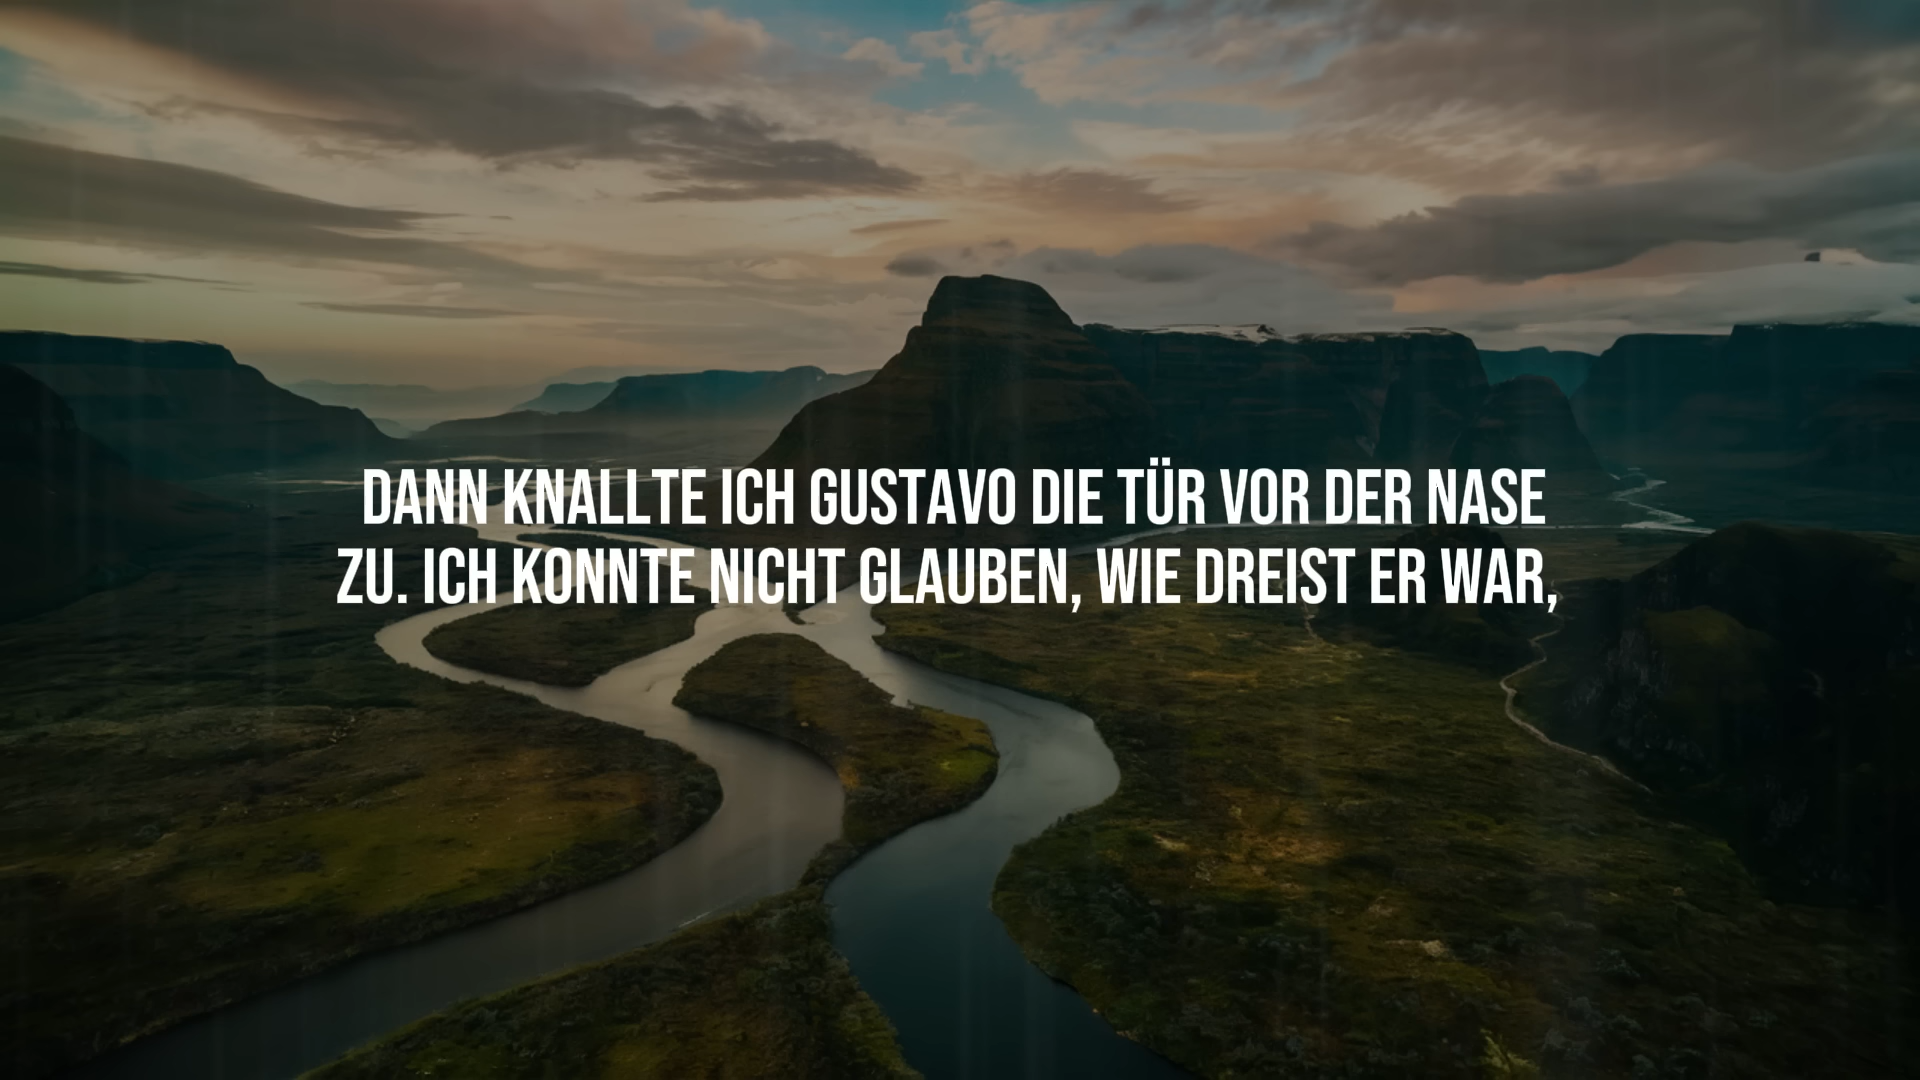 DANN KNALLTE ICH GUSTAVO DIE TÜR VOR DER NASE
ZU. ICH KONNTE NICHT GLAUBEN, WIE DREIST ER WAR,